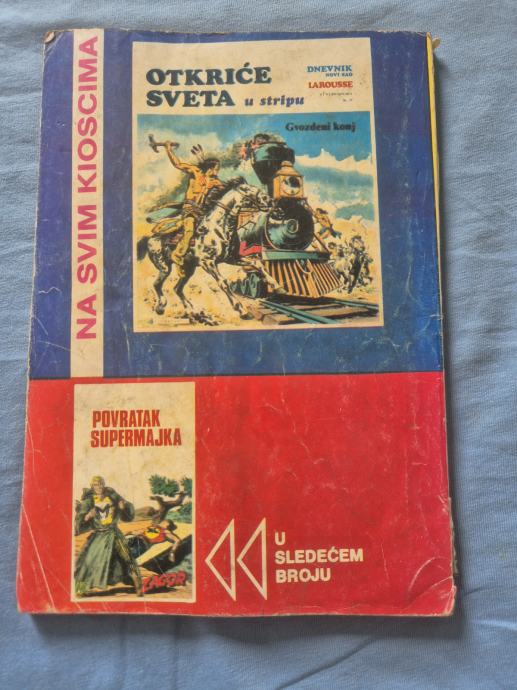 NA SVIM KIOSCIMA
OTKRIĆE
SVETA u stripu
DNEVNIK
NOVI SAD
LAROUSSE
Gvozdeni konj
POVRATAK
SUPERMAJKA
ZAGOR
U
SLEDEĆEM
BROJU